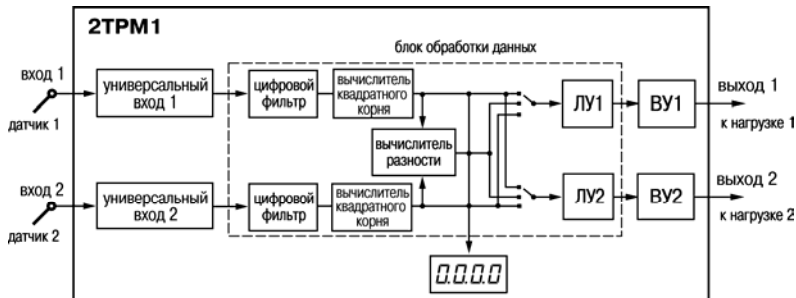 2ТРМ1
блок обработки данных
вход 1
датчик 1
универсальный
вход 1
цифровой
фильтр
вычислитель
квадратного
корня
ЛУ1
ВУ1
выход 1
к нагрузке 1
вычислитель
разности
вход 2
датчик 2
универсальный
вход 2
цифровой
фильтр
вычислитель
квадратного
корня
ЛУ2
ВУ2
выход 2
к нагрузке 2
0.0.0.0